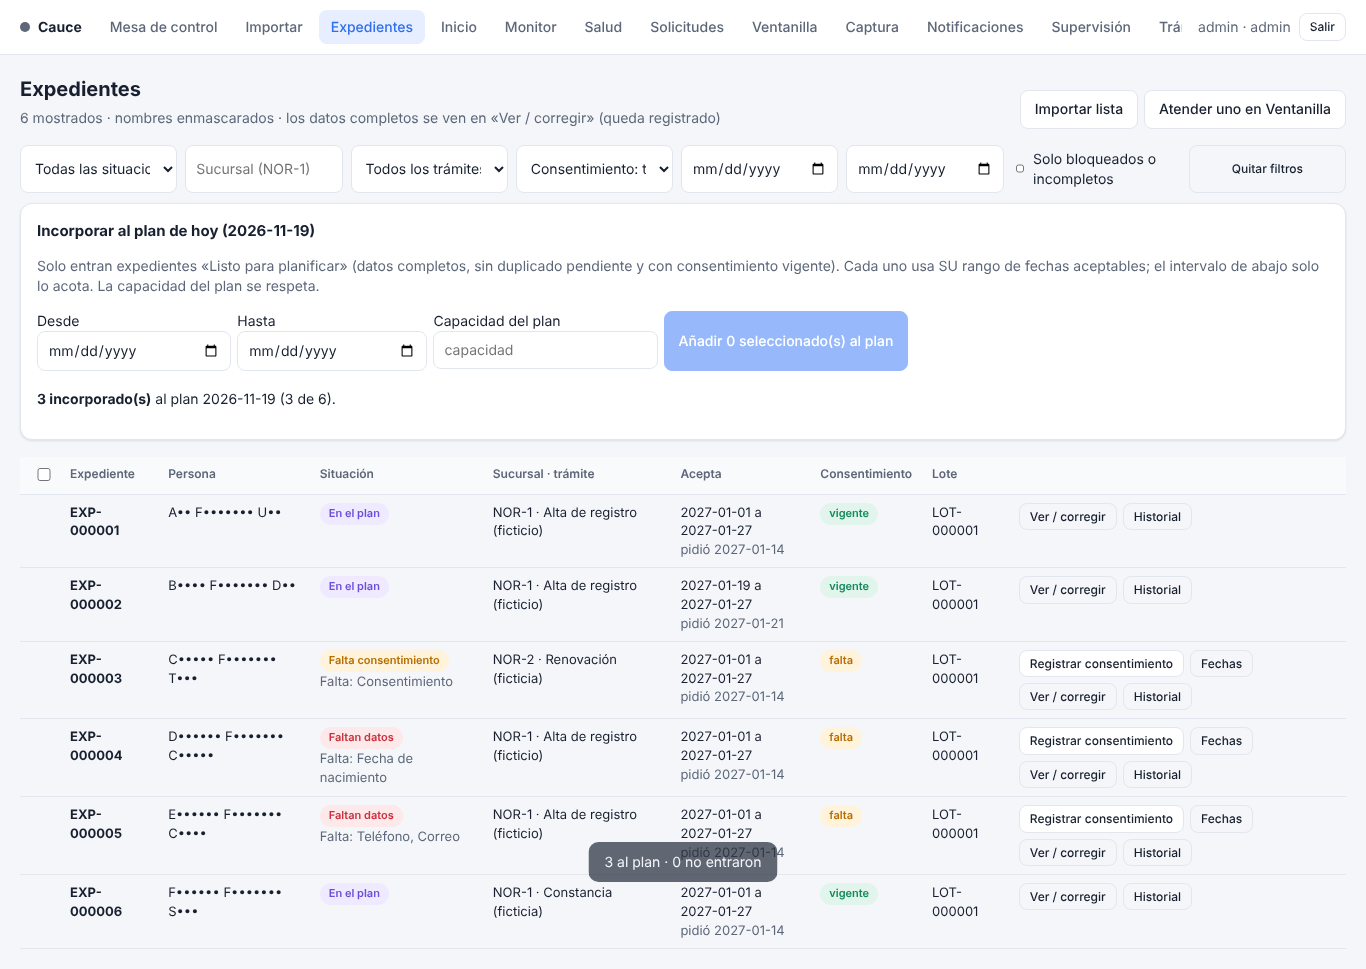 Cauce Mesa de control Importar Expedientes Inicio Monitor Salud Solicitudes Ventanilla Captura Notificaciones Supervisión Trá admin · admin Salir
Expedientes
6 mostrados · nombres enmascarados · los datos completos se ven en «Ver / corregir» (queda registrado)
Importar lista Atender uno en Ventanilla
Todas las situacic Sucursal (NOR-1) Todos los trámite: Consentimiento: t mm/dd/yyyy mm/dd/yyyy Solo bloqueados o
incompletos
Quitar filtros
Incorporar al plan de hoy (2026-11-19)
Solo entran expedientes «Listo para planificar» (datos completos, sin duplicado pendiente y con consentimiento vigente). Cada uno usa SU rango de fechas aceptables; el intervalo de abajo solo
lo acota. La capacidad del plan se respeta.
Desde Hasta Capacidad del plan
mm/dd/yyyy mm/dd/yyyy capacidad Añadir 0 seleccionado(s) al plan
3 incorporado(s) al plan 2026-11-19 (3 de 6).
Expediente Persona Situación Sucursal · trámite Acepta Consentimiento Lote
EXP- A•• F••••••• U•• En el plan NOR-1 · Alta de registro 2027-01-01 a vigente LOT- Ver / corregir Historial
000001 (ficticio) 2027-01-27 000001
pidió 2027-01-14
EXP- B•••• F••••••• D•• En el plan NOR-1 · Alta de registro 2027-01-19 a vigente LOT- Ver / corregir Historial
000002 (ficticio) 2027-01-27 000001
pidió 2027-01-21
EXP- C••••• F••••••• Falta consentimiento NOR-2 · Renovación 2027-01-01 a falta LOT- Registrar consentimiento Fechas
000003 T••• Falta: Consentimiento (ficticia) 2027-01-27 000001
pidió 2027-01-14 Ver / corregir Historial
EXP- D•••••• F••••••• Faltan datos NOR-1 · Alta de registro 2027-01-01 a falta LOT- Registrar consentimiento Fechas
000004 C••••• Falta: Fecha de (ficticio) 2027-01-27 000001
nacimiento pidió 2027-01-14 Ver / corregir Historial
EXP- E•••••• F••••••• Faltan datos NOR-1 · Alta de registro 2027-01-01 a falta LOT- Registrar consentimiento Fechas
000005 C•••• Falta: Teléfono, Correo (ficticio) 2027-01-27 000001
pidió 2027-01-14 Ver / corregir Historial
3 al plan · 0 no entraron
EXP- F•••••• F••••••• En el plan NOR-1 · Constancia 2027-01-01 a vigente LOT- Ver / corregir Historial
000006 S••• (ficticia) 2027-01-27 000001
pidió 2027-01-14